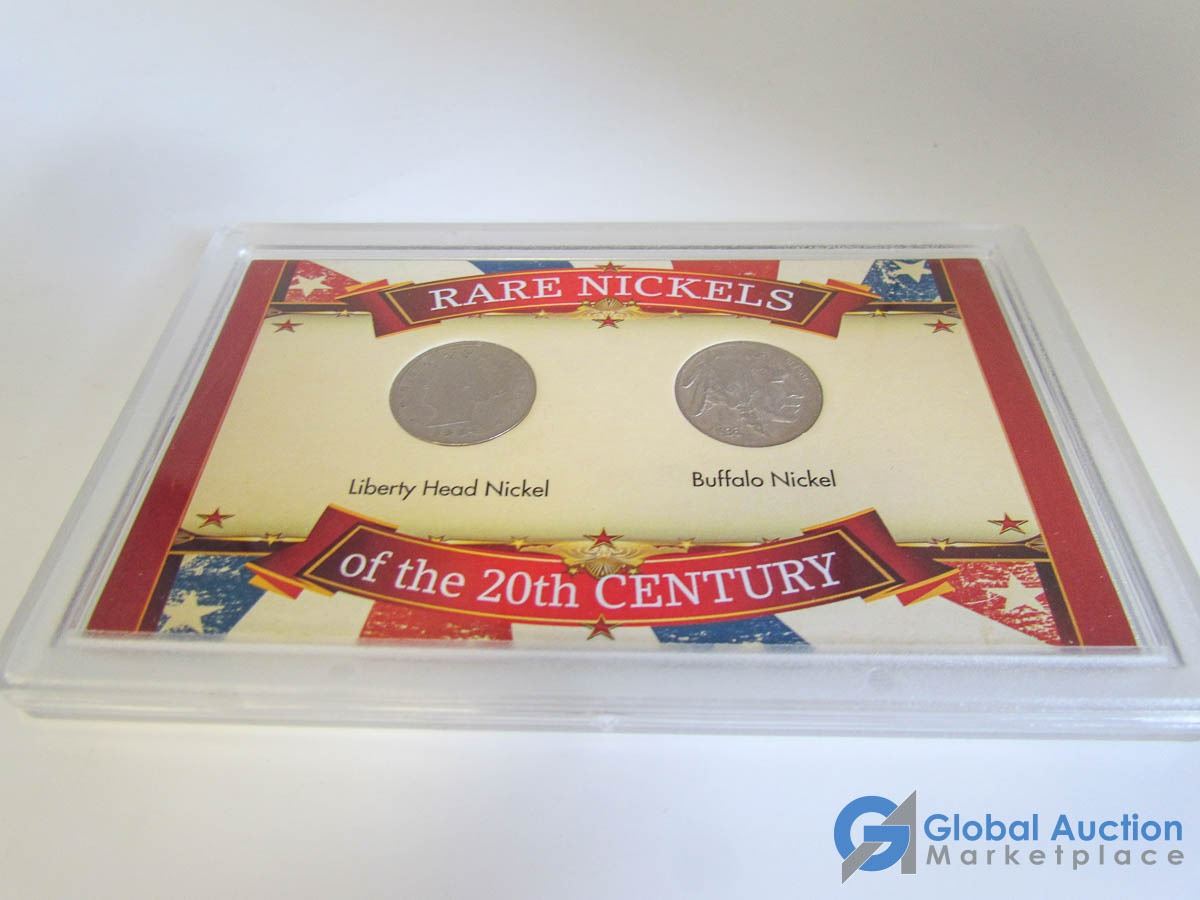 RARE NICKELS
Liberty Head Nickel
Buffalo Nickel
of the 20th CENTURY
Global Auction
Marketplace